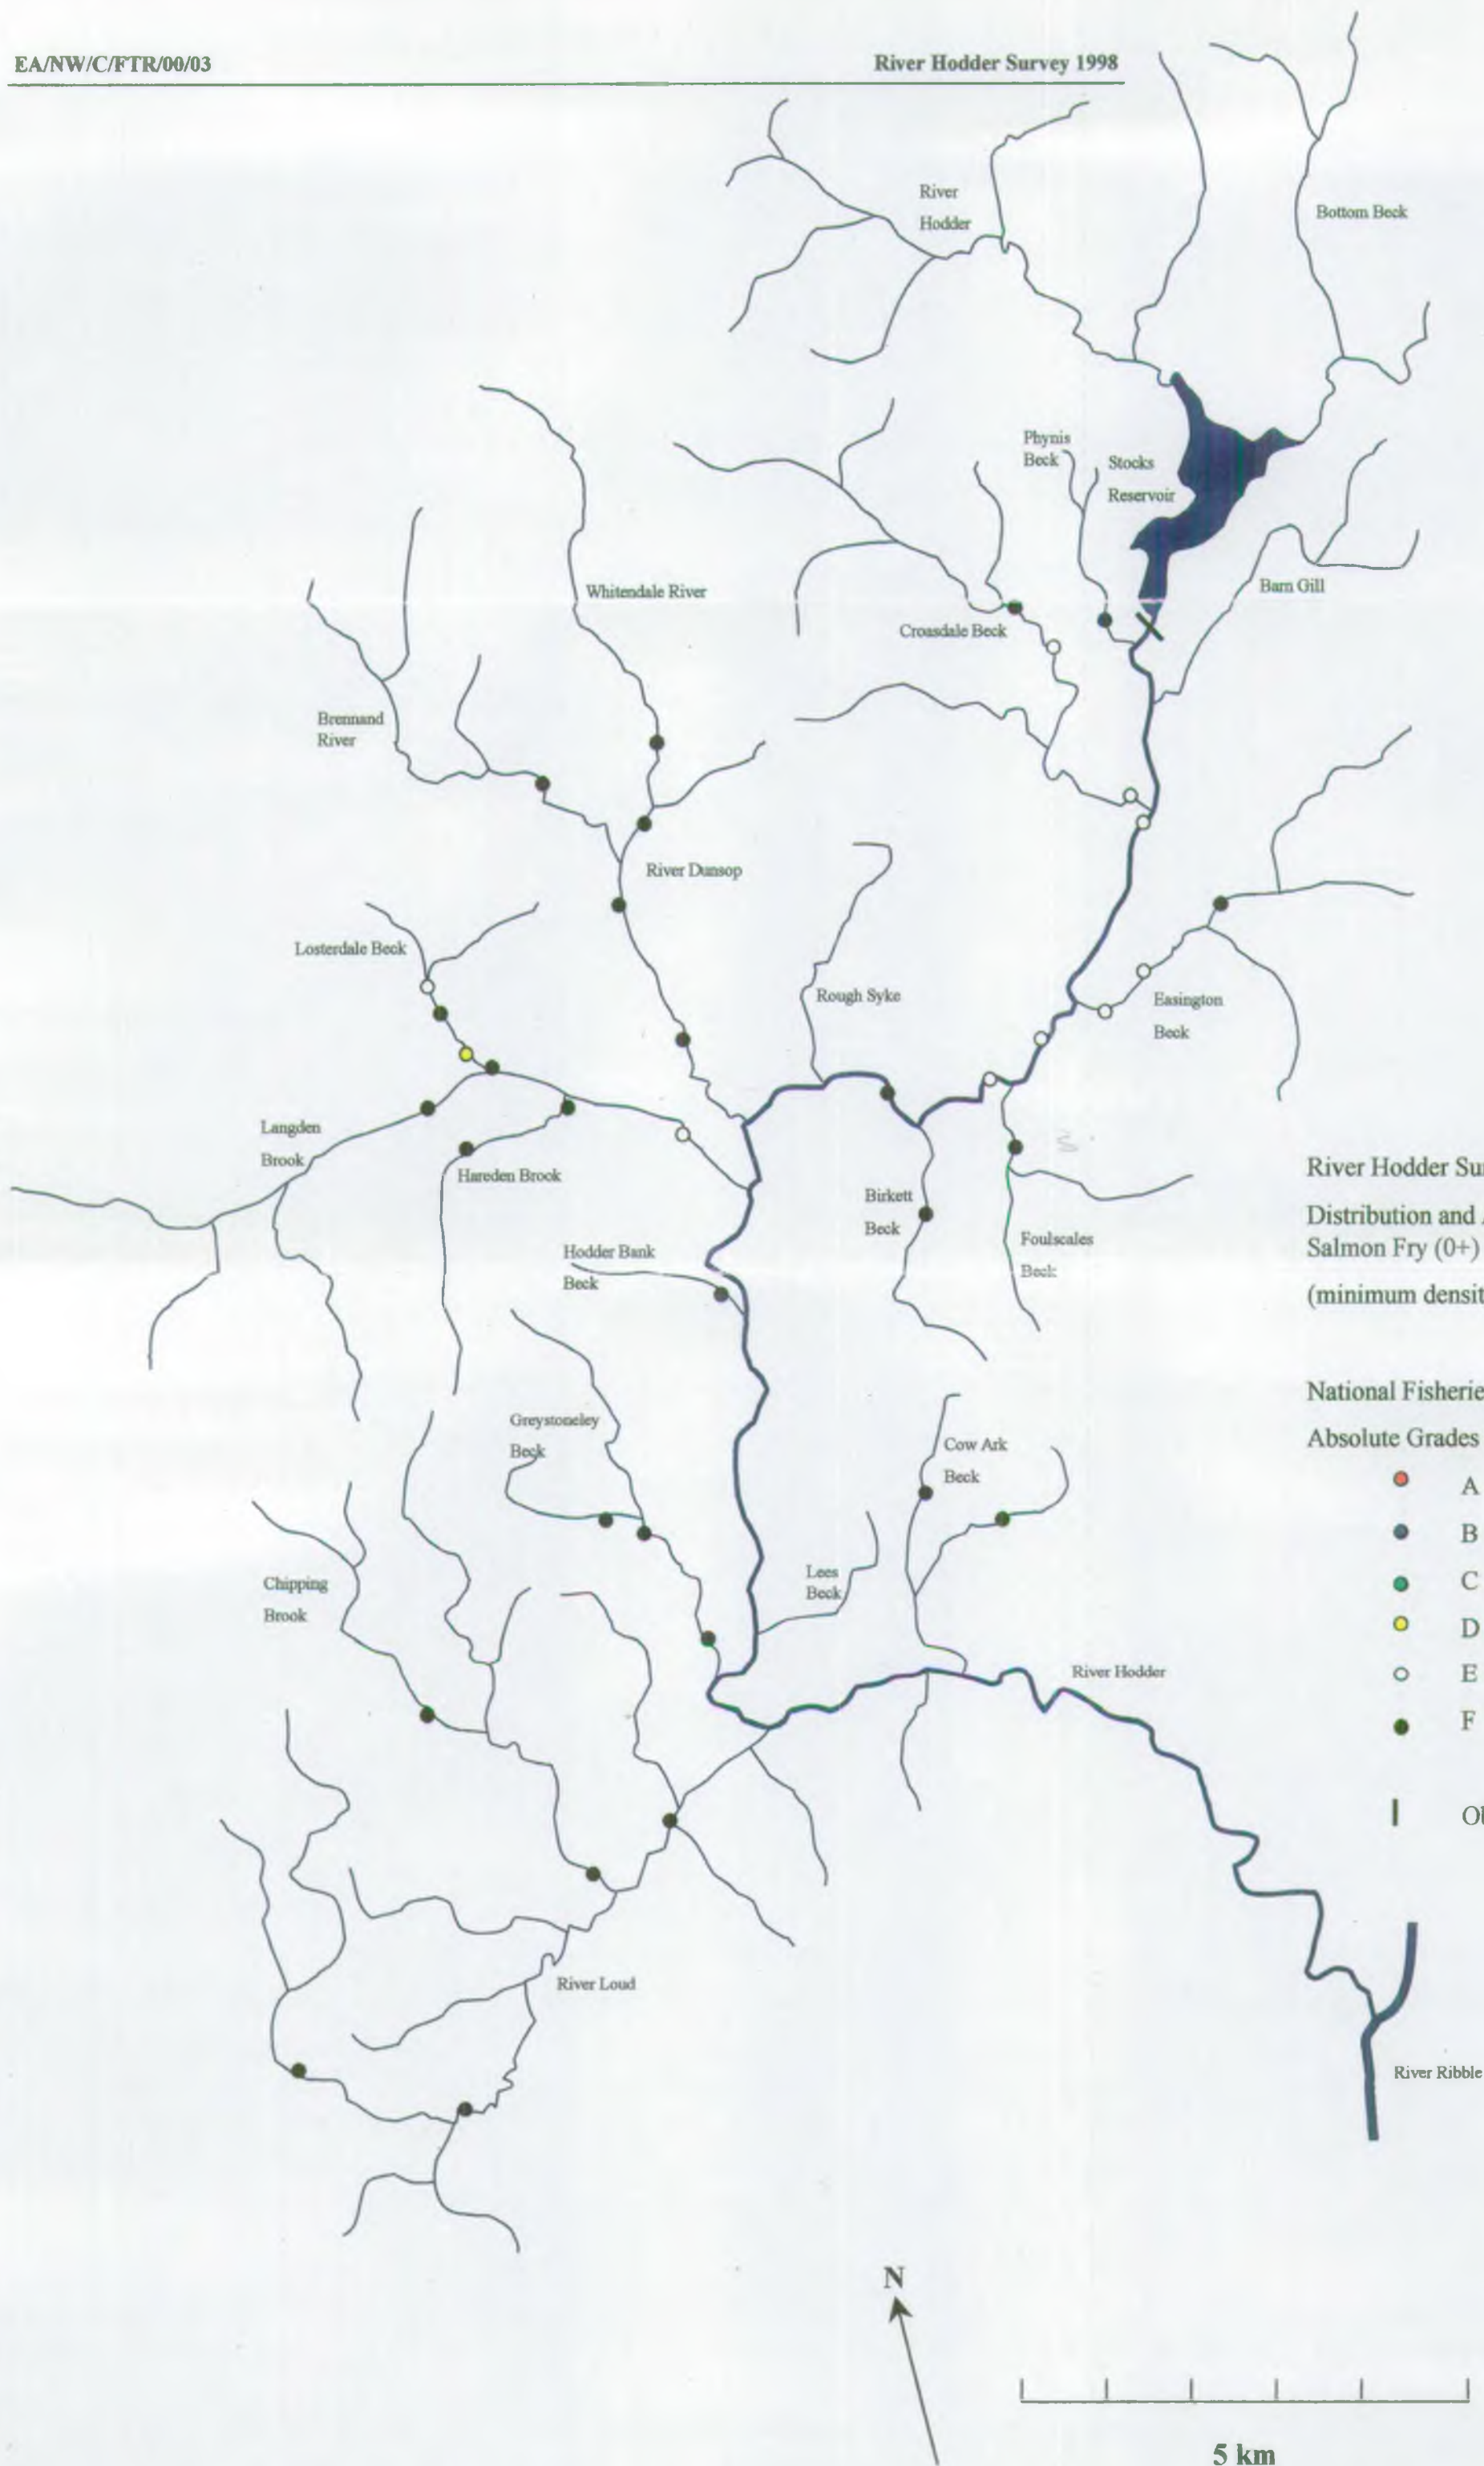 EA/NW/C/FTR/00/03
River Hodder Survey 1998
River
Hodder
Bottom Beck
Phynis
Beck
Stocks
Reservoir
Whitendale River
Barn Gill
Croasdale Beck
Brennand
River
River Dunsop
Losterdale Beck
Rough Syke
Easington
Beck
Langden
Brook
Hareden Brook
Birkett
Beck
Foulscales
Beck
Hodder Bank
Beck
River Hodder Su
Distribution and
Salmon Fry (0+)
(minimum densit
National Fisherie
Absolute Grades
A
B
C
D
E
F
Ol
Greystoneley
Beck
Cow Ark
Beck
Chipping
Brook
Lees
Beck
River Hodder
River Loud
River Ribble
N
5 km